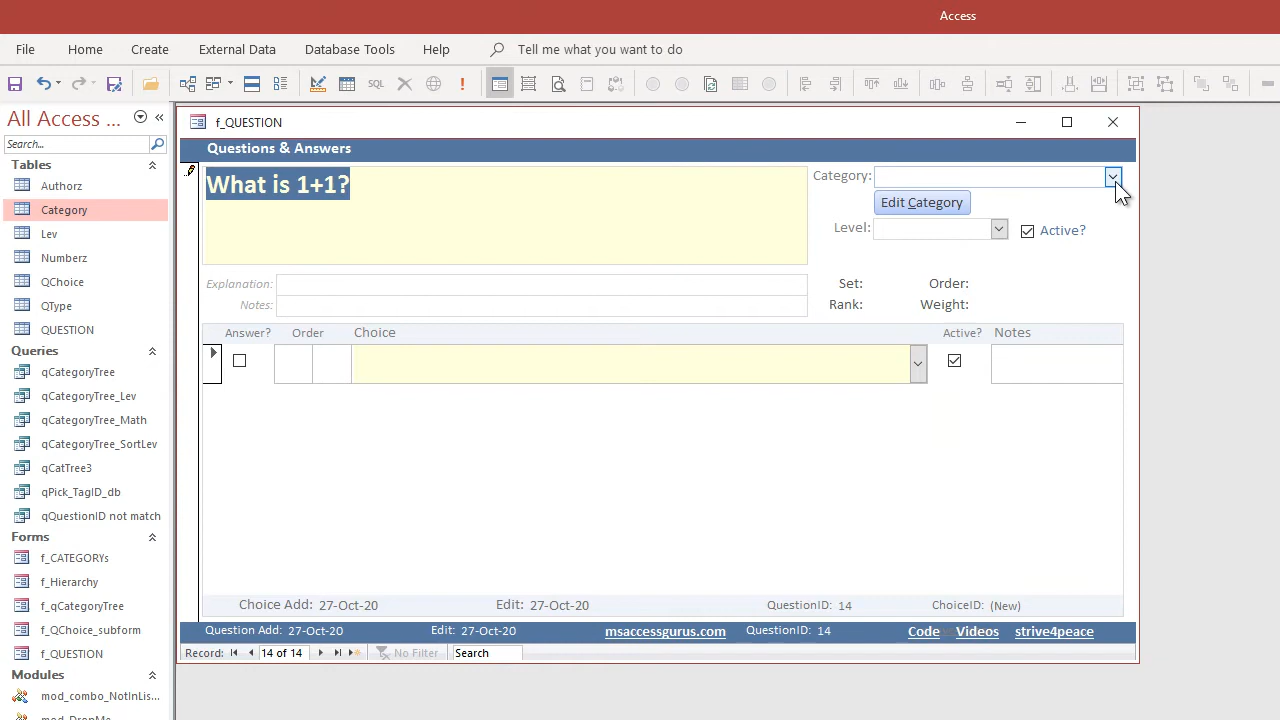 Access
File Home Create External Data Database Tools Help Tell me what you want to do
SQL
All Access ...
Search...
Tables
Authorz
Category
Lev
Numberz
QChoice
QType
QUESTION
Queries
qCategoryTree
qCategoryTree_Lev
qCategoryTree_Math
qCategoryTree_SortLev
qCatTree3
qPick_TagID_db
qQuestionID not match
Forms
f_CATEGORYs
f_Hierarchy
f_qCategoryTree
f_QChoice_subform
f_QUESTION
Modules
mod_combo_NotInLis...
mod_DropMe
f_QUESTION
Questions & Answers
What is 1+1?
Category:
Edit Category
Level:
Active?
Explanation:
Notes:
Set: Order:
Rank: Weight:
Answer? Order Choice Active? Notes
Choice Add: 27-Oct-20 Edit: 27-Oct-20 QuestionID: 14 ChoiceID: (New)
Question Add: 27-Oct-20 Edit: 27-Oct-20 msaccessgurus.com QuestionID: 14 Code Videos strive4peace
Record: 14 of 14 No Filter Search